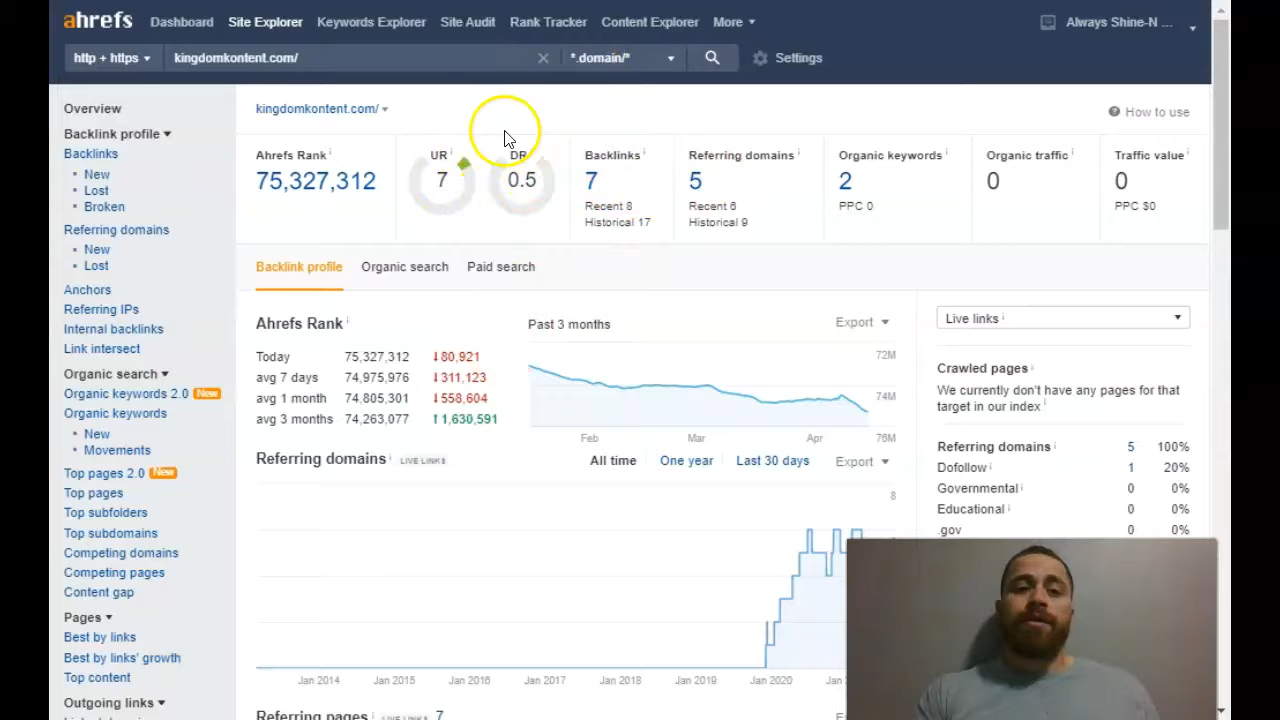 ahrefs Dashboard Site Explorer Keywords Explorer Site Audit Rank Tracker Content Explorer More Always Shine-N ...
http + https kingdomkontent.com/ *.domain/* Settings
Overview
Backlink profile
Backlinks
New
Lost
Broken
Referring domains
New
Lost
Anchors
Referring IPs
Internal backlinks
Link intersect
Organic search
Organic keywords 2.0 New
Organic keywords
New
Movements
Top pages 2.0 New
Top pages
Top subfolders
Top subdomains
Competing domains
Competing pages
Content gap
Pages
Best by links
Best by links' growth
Top content
Outgoing links
kingdomkontent.com/
How to use
Ahrefs Rank
75,327,312
UR
7
DR
0.5
Backlinks
7
Recent 8
Historical 17
Referring domains
5
Recent 6
Historical 9
Organic keywords
2
PPC 0
Organic traffic
0
Traffic value
0
PPC $0
Backlink profile Organic search Paid search
Ahrefs Rank
Today 75,327,312 ↓80,921
avg 7 days 74,975,976 ↓311,123
avg 1 month 74,805,301 ↓558,604
avg 3 months 74,263,077 ↑1,630,591
Past 3 months Export
72M
74M
76M
Feb Mar Apr
Referring domains LIVE LINKS All time One year Last 30 days Export
8
Jan 2014 Jan 2015 Jan 2016 Jan 2017 Jan 2018 Jan 2019 Jan 2020
Referring pages LIVE LINKS 7
Live links
Crawled pages
We currently don't have any pages for that
target in our index
Referring domains 5 100%
Dofollow 1 20%
Governmental 0 0%
Educational 0 0%
.gov 0 0%